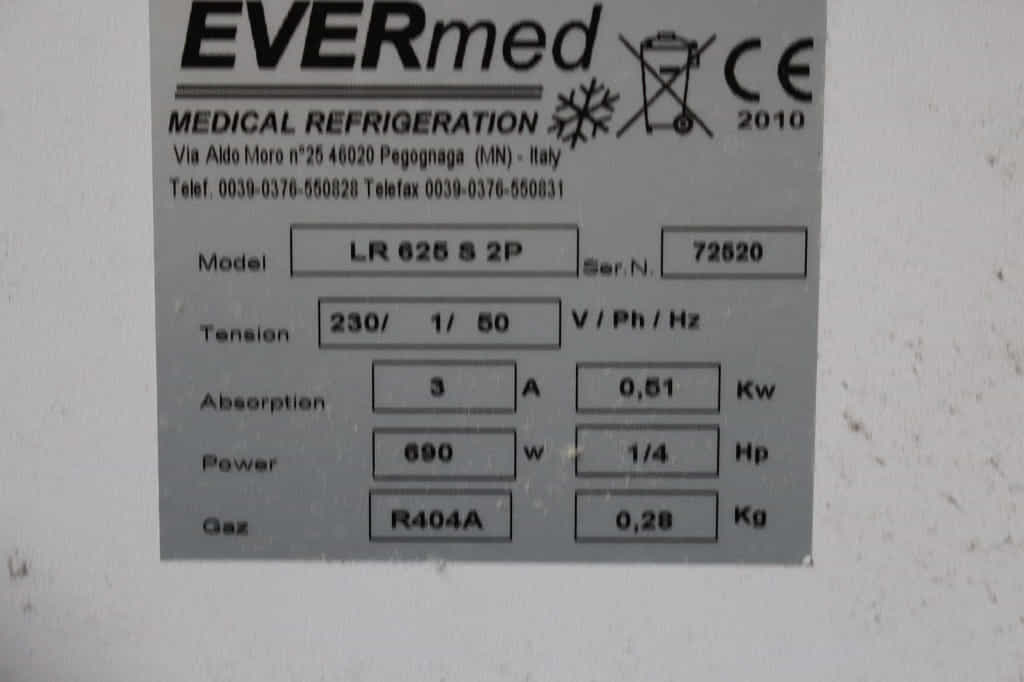 EVERmed
CE
MEDICAL REFRIGERATION
2010
Via Aldo Moro n°25 46020 Pegognaga (MN) - Italy
Telef. 0039-0376-550828 Telefax 0039-0376-550831
Model LR 625 S 2P Ser.N. 72520
Tension 230/ 1/ 50 V / Ph / Hz
Absorption 3 A 0,51 Kw
Power 690 w 1/4 Hp
Gaz R404A 0,28 Kg